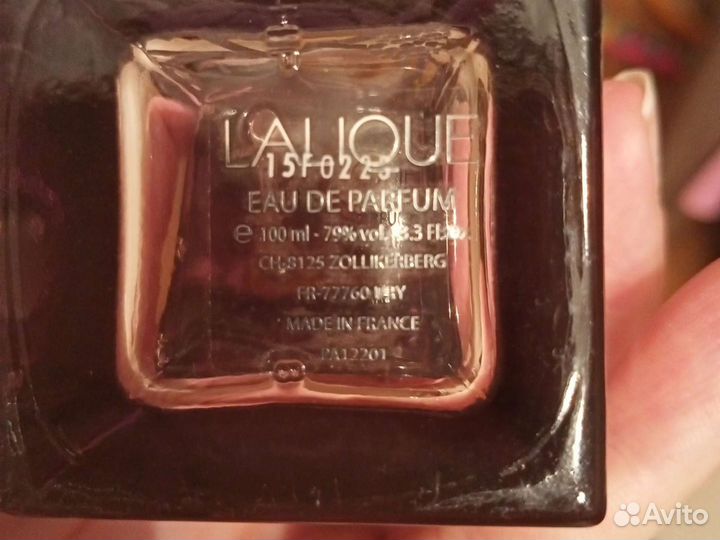 LALIQUE
15F0223
EAU DE PARFUM
e 100 ml - 79% vol. 3.3 Fl.
CH-8125 ZOLLIKERBERG
FR-77760 URY
MADE IN FRANCE
PA12201
Avito